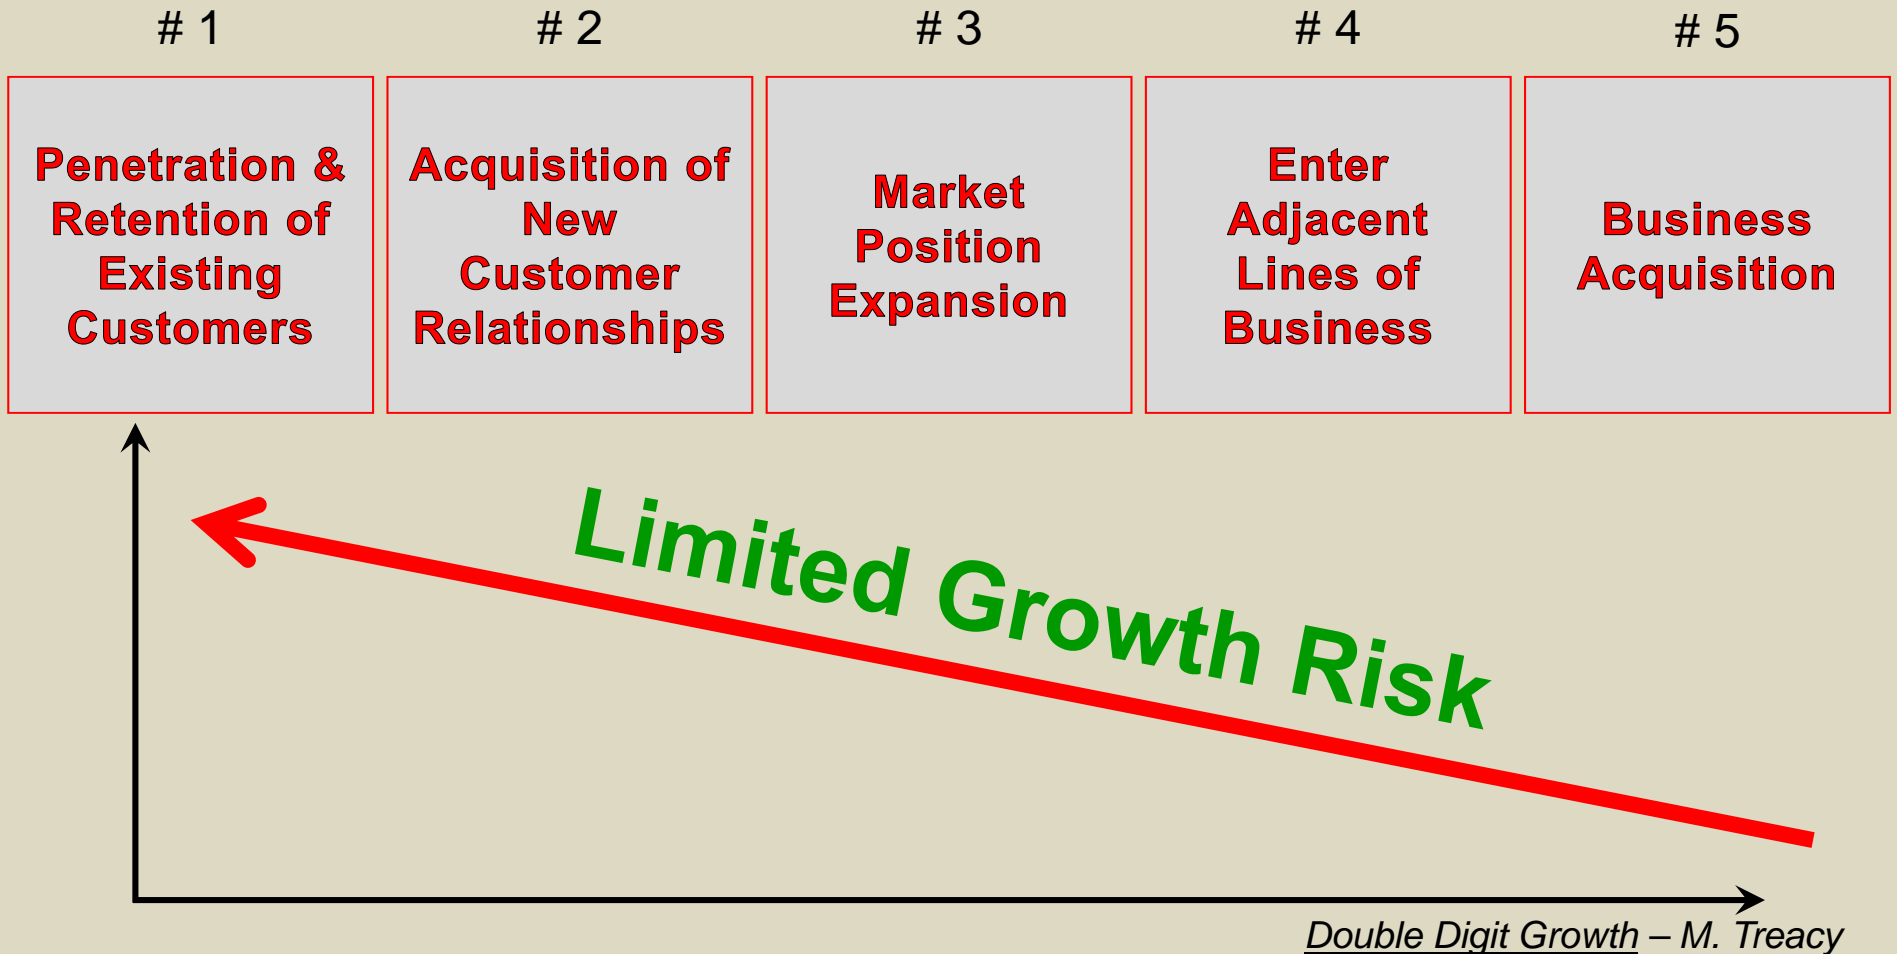 # 1
# 2
# 3
# 4
# 5
Penetration &
Retention of
Existing
Customers
Acquisition of
New
Customer
Relationships
Market
Position
Expansion
Enter
Adjacent
Lines of
Business
Business
Acquisition
Limited Growth Risk
Double Digit Growth – M. Treacy